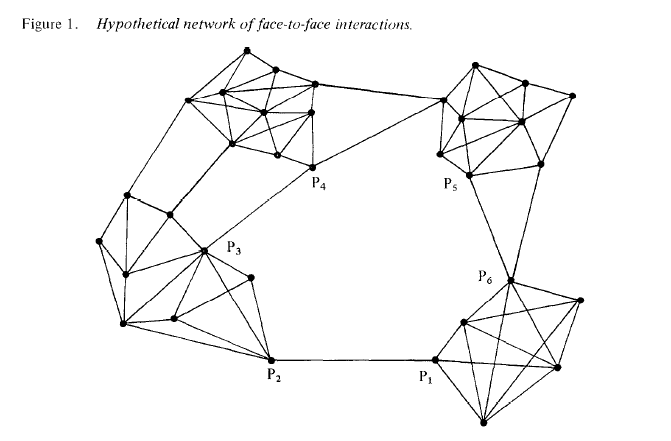 Figure 1. Hypothetical network of face-to-face interactions.
P4
P5
P3
P6
P2
P1